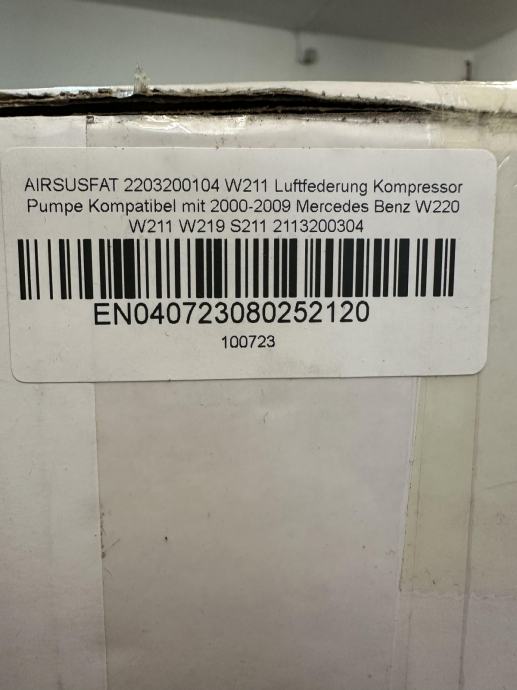 AIRSUSFAT 2203200104 W211 Luftfederung Kompressor
Pumpe Kompatibel mit 2000-2009 Mercedes Benz W220
W211 W219 S211 2113200304
EN040723080252120
100723